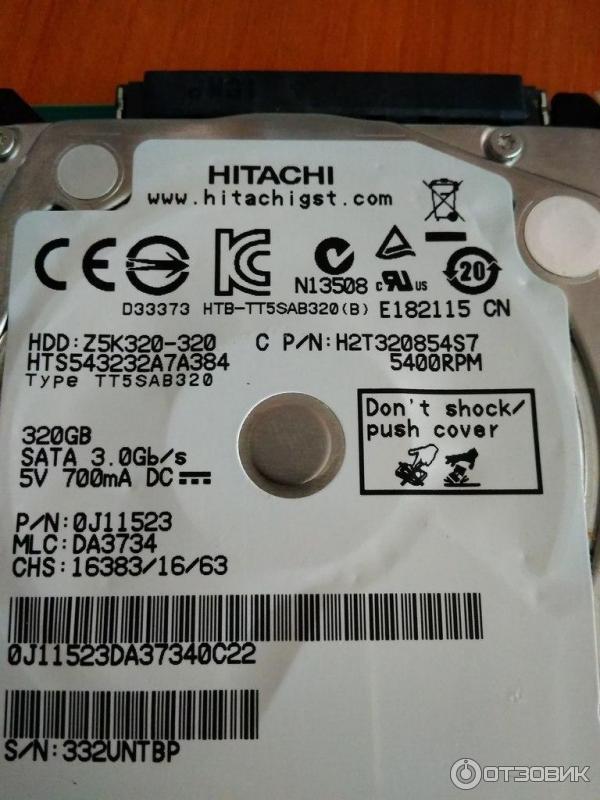 HITACHI
www.hitachigst.com
N13508 c UR us 20
D33373 HTB-TT5SAB320(B) E182115 CN
HDD:Z5K320-320 C P/N:H2T320854S7
HTS543232A7A384 5400RPM
Type TT5SAB320
Don't shock/
push cover
320GB
SATA 3.0Gb/s
5V 700mA DC
P/N:0J11523
MLC:DA3734
CHS:16383/16/63
0J11523DA37340C22
S/N:332UNTBP
ОТЗОВИК